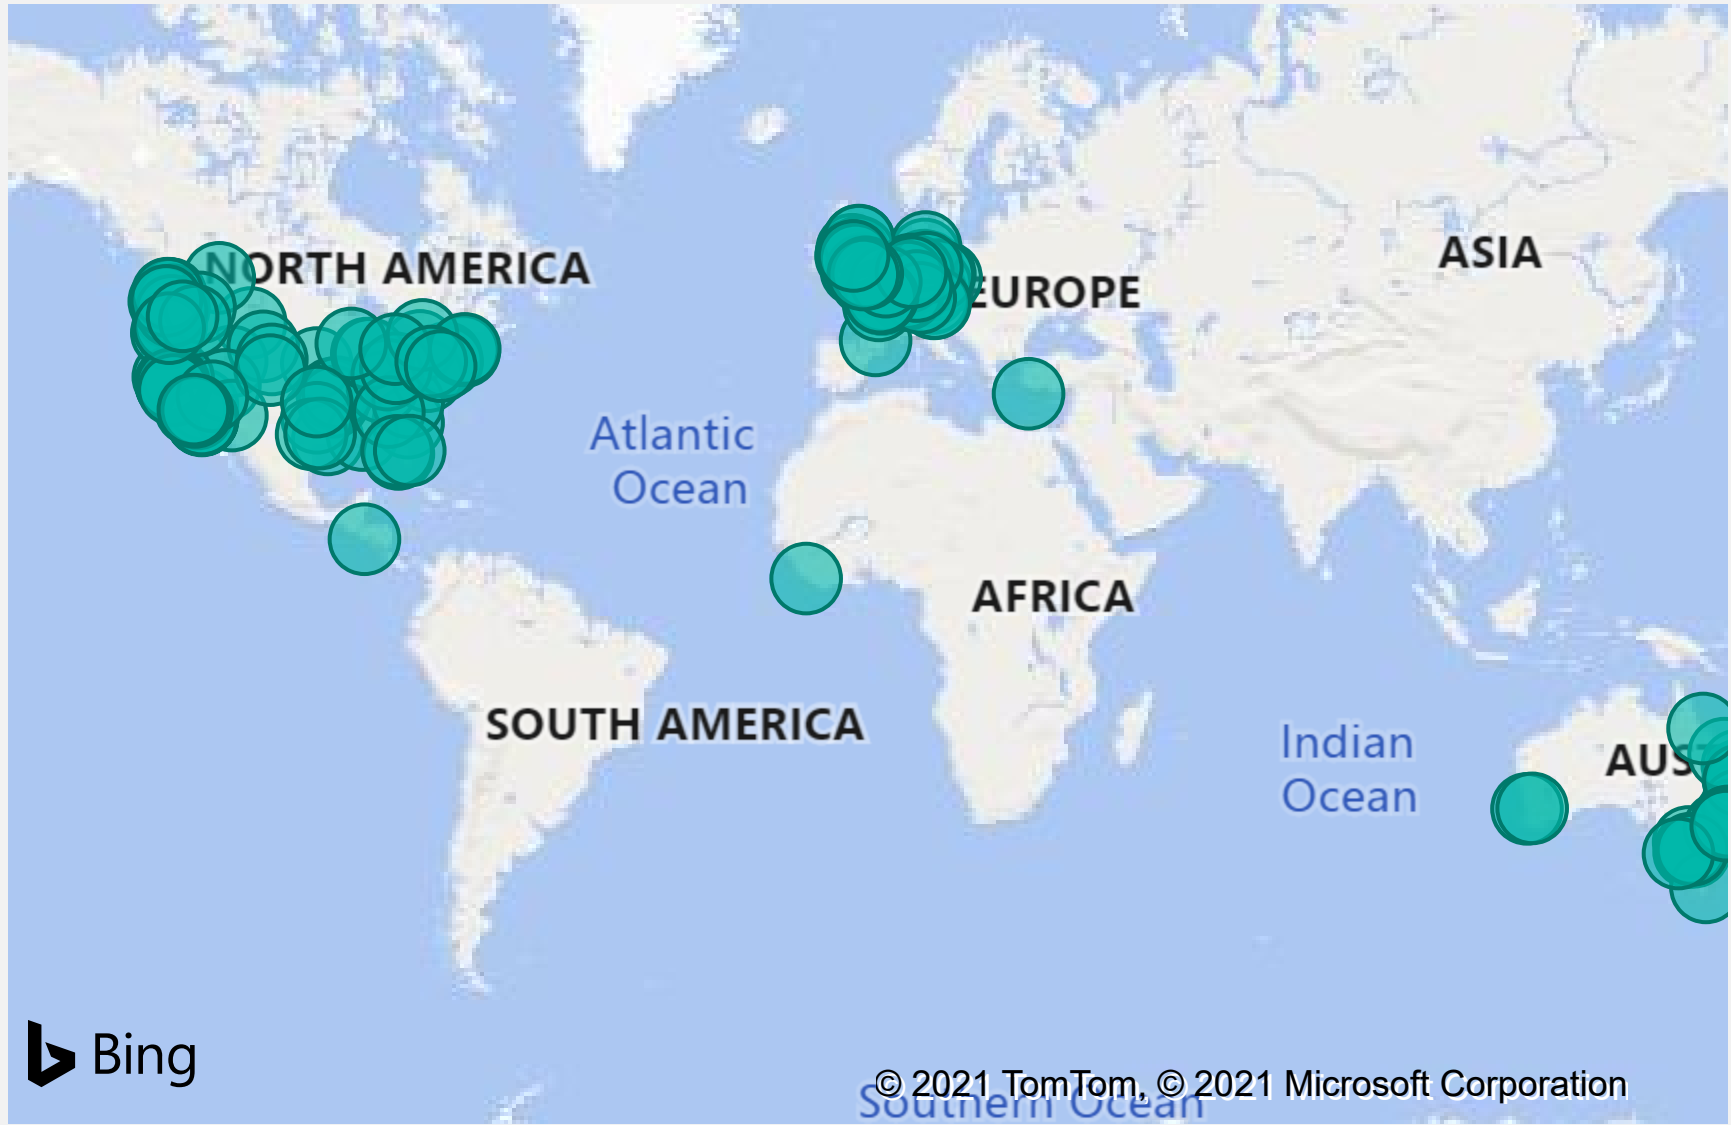 NORTH AMERICA
ASIA
EUROPE
Atlantic
Ocean
AFRICA
SOUTH AMERICA
Indian
Ocean
AUS
Bing
© 2021 TomTom, © 2021 Microsoft Corporation
Southern Ocean